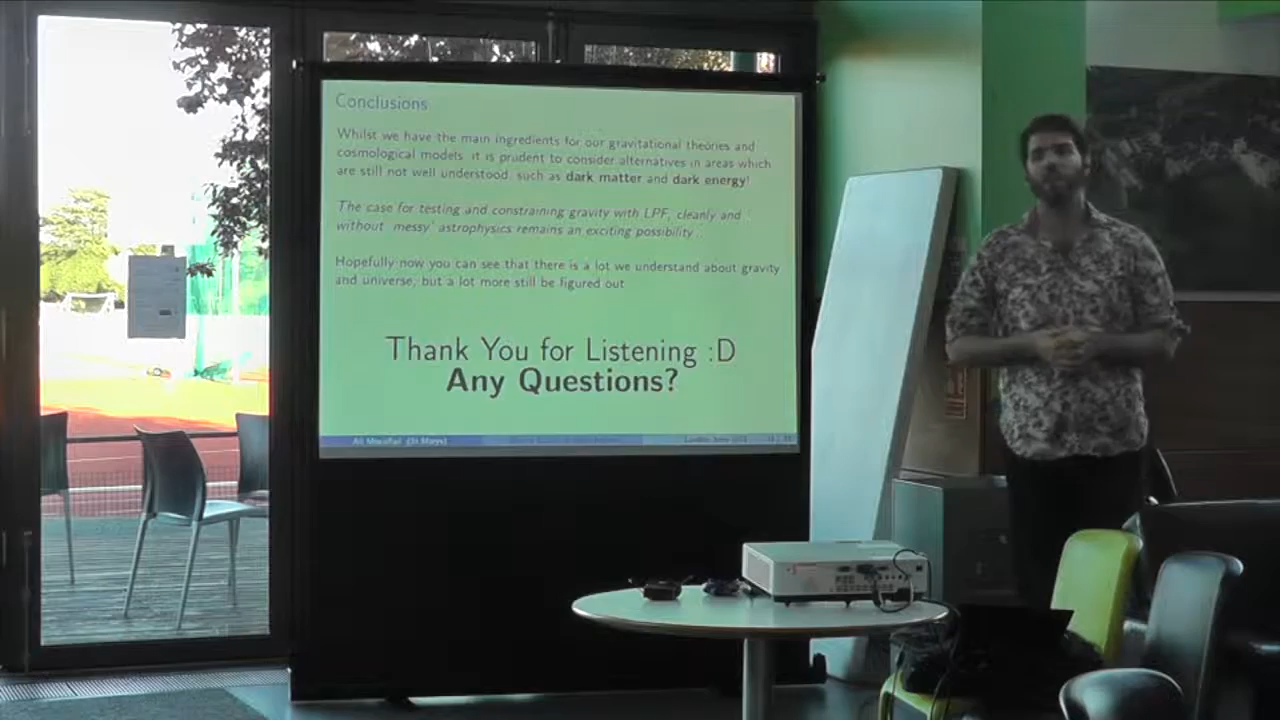 Conclusions
Whilst we have the main ingredients for our gravitational theories and
cosmological models it is prudent to consider alternatives in areas which
are still not well understood, such as dark matter and dark energy!
The case for testing and constraining gravity with LPF, cleanly and
without 'messy' astrophysics remains an exciting possibility...
Hopefully now you can see that there is a lot we understand about gravity
and universe, but a lot more still be figured out
Thank You for Listening :D
Any Questions?
(St Marys)
London